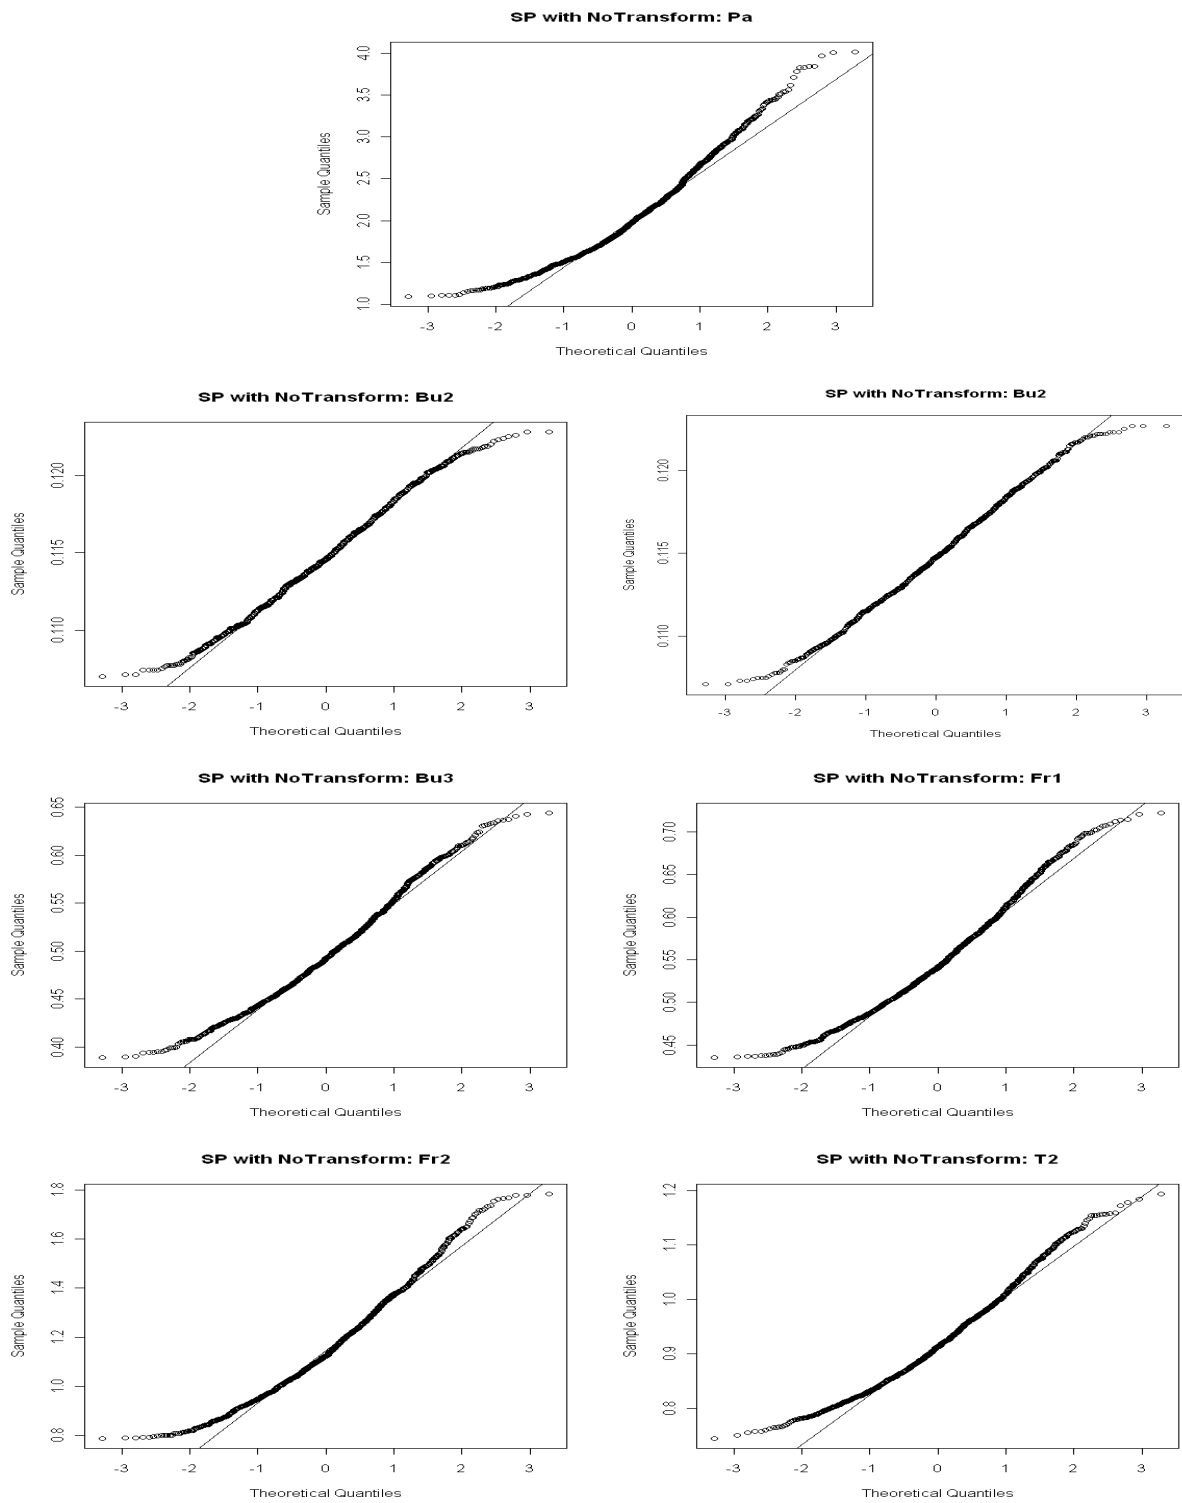 SP with NoTransform: Pa
4.0
3.5
3.0
2.5
2.0
1.5
1.0
Sample Quantiles
-3 -2 -1 0 1 2 3
Theoretical Quantiles
SP with NoTransform: Bu2
0.120
0.115
0.110
Sample Quantiles
-3 -2 -1 0 1 2 3
Theoretical Quantiles
SP with NoTransform: Bu2
0.120
0.115
0.110
Sample Quantiles
-3 -2 -1 0 1 2 3
Theoretical Quantiles
SP with NoTransform: Bu3
0.65
0.60
0.55
0.50
0.45
0.40
Sample Quantiles
-3 -2 -1 0 1 2 3
Theoretical Quantiles
SP with NoTransform: Fr1
0.70
0.65
0.60
0.55
0.50
0.45
Sample Quantiles
-3 -2 -1 0 1 2 3
Theoretical Quantiles
SP with NoTransform: Fr2
1.8
1.6
1.4
1.2
1.0
0.8
Sample Quantiles
-3 -2 -1 0 1 2 3
Theoretical Quantiles
SP with NoTransform: T2
1.2
1.1
1.0
0.9
0.8
Sample Quantiles
-3 -2 -1 0 1 2 3
Theoretical Quantiles